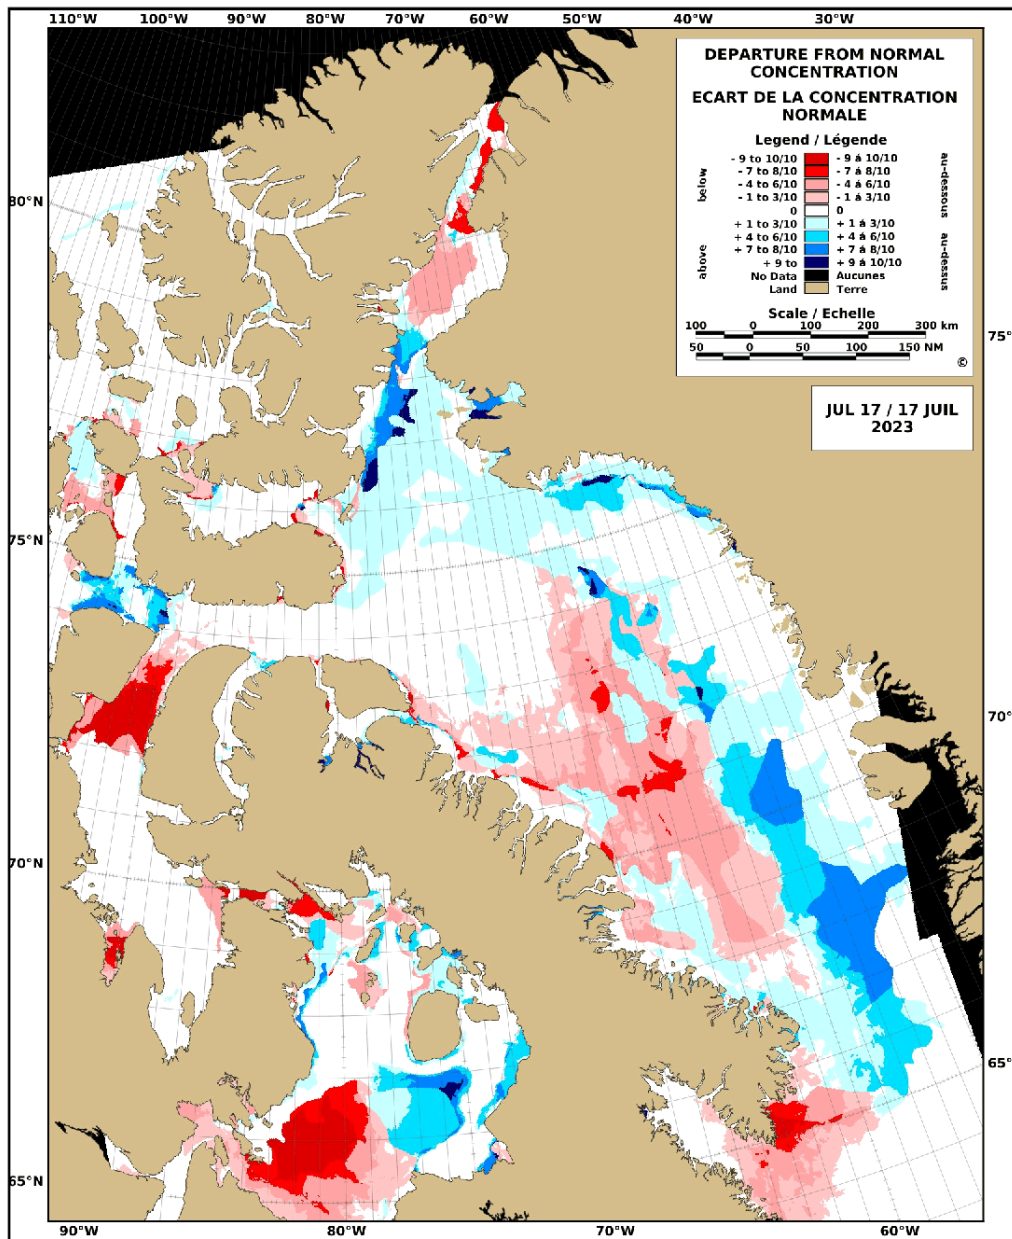 110°W 100°W 90°W 80°W 70°W 60°W 50°W 40°W 30°W
DEPARTURE FROM NORMAL
CONCENTRATION
ECART DE LA CONCENTRATION
NORMALE
Legend / Légende
below
above
- 9 to 10/10 - 9 á 10/10
- 7 to 8/10 - 7 á 8/10
- 4 to 6/10 - 4 á 6/10
- 1 to 3/10 - 1 á 3/10
0 0
+ 1 to 3/10 + 1 á 3/10
+ 4 to 6/10 + 4 á 6/10
+ 7 to 8/10 + 7 á 8/10
+ 9 to + 9 á 10/10
No Data Aucunes
Land Terre
au-dessous
au-dessus
Scale / Echelle
100 0 100 200 300 km
50 0 50 100 150 NM
©
JUL 17 / 17 JUIL
2023
80°N
75°N
70°N
65°N
75°
70°
65°
90°W 80°W 70°W 60°W